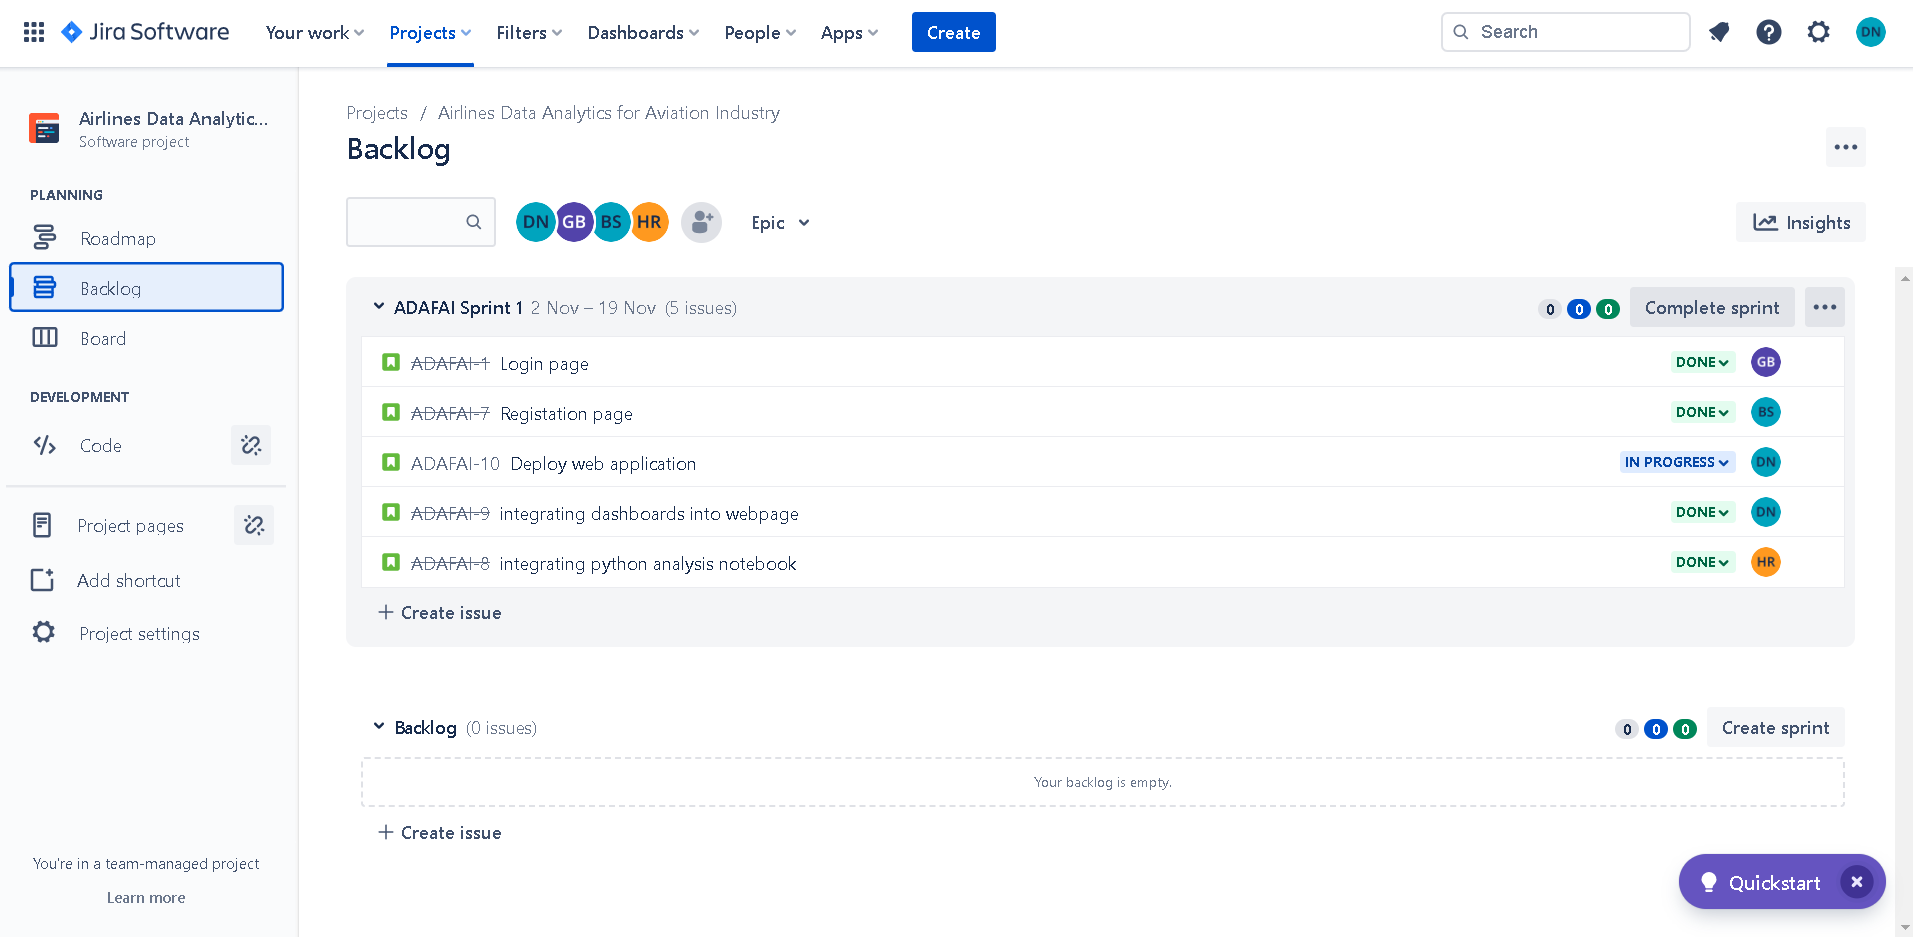 Jira Software
Your work Projects Filters Dashboards People Apps Create Search DN
Airlines Data Analytic...
Software project
PLANNING
Roadmap
Backlog
Board
DEVELOPMENT
Code
Project pages
Add shortcut
Project settings
You're in a team-managed project
Learn more
Projects / Airlines Data Analytics for Aviation Industry
Backlog
DN GB BS HR Epic Insights
ADAFAI Sprint 1 2 Nov – 19 Nov (5 issues) 0 0 0 Complete sprint
ADAFAI-1 Login page DONE GB
ADAFAI-7 Registation page DONE BS
ADAFAI-10 Deploy web application IN PROGRESS DN
ADAFAI-9 integrating dashboards into webpage DONE DN
ADAFAI-8 integrating python analysis notebook DONE HR
+ Create issue
Backlog (0 issues) 0 0 0 Create sprint
Your backlog is empty.
+ Create issue
Quickstart